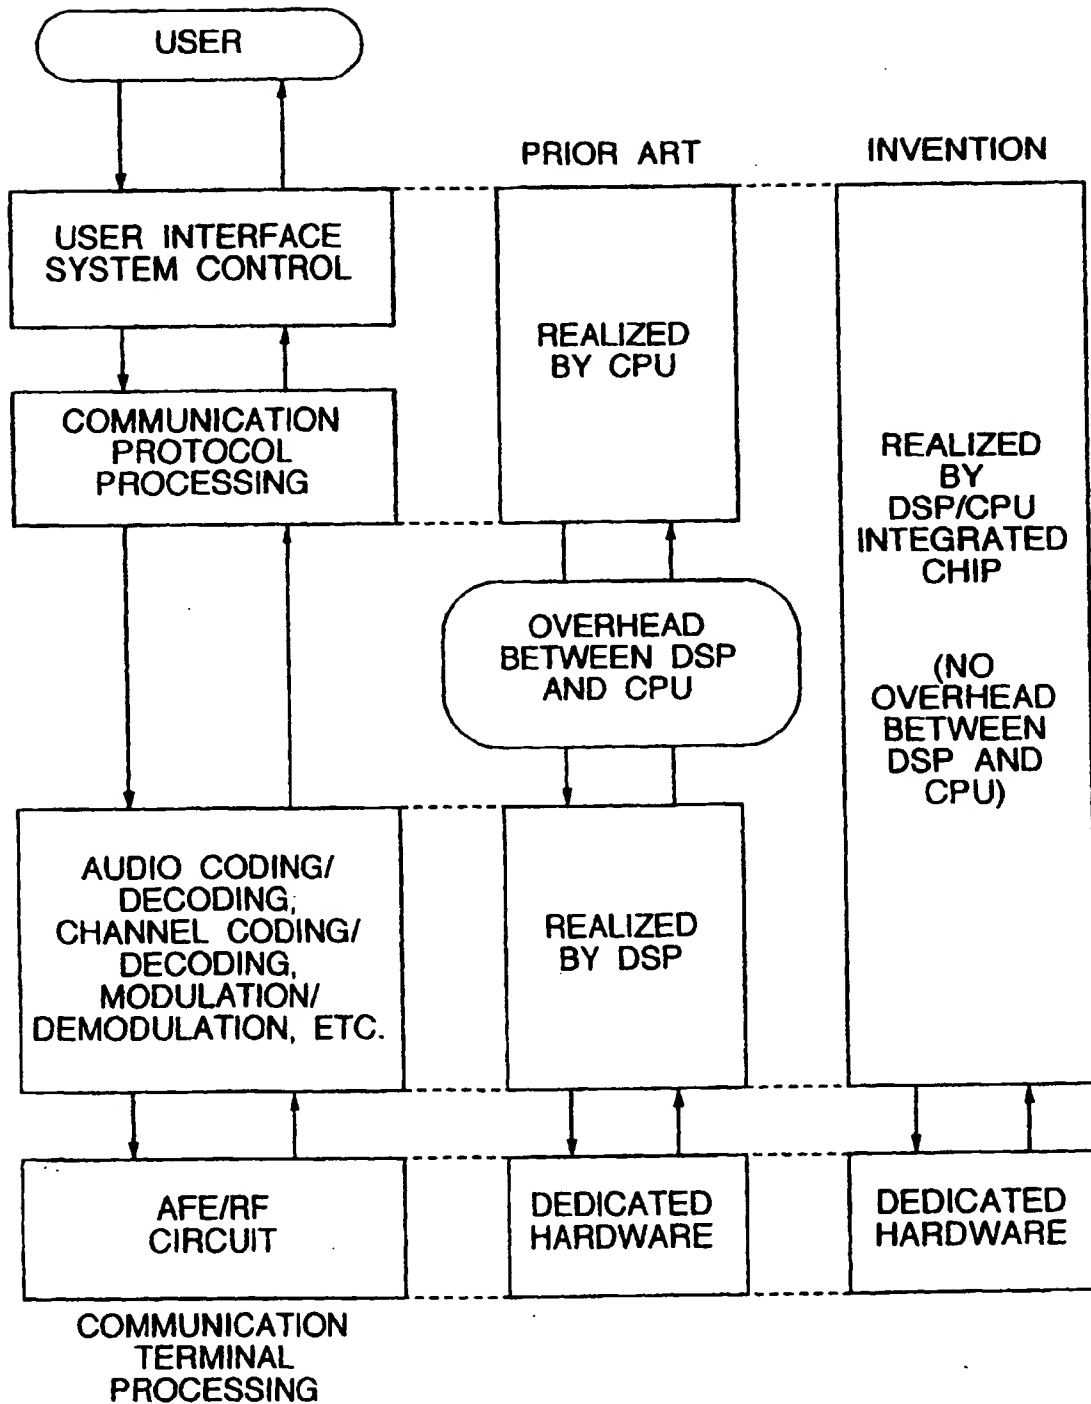 USER
PRIOR ART
INVENTION
USER INTERFACE
SYSTEM CONTROL
REALIZED
BY CPU
COMMUNICATION
PROTOCOL
PROCESSING
REALIZED
BY
DSP/CPU
INTEGRATED
CHIP
(NO
OVERHEAD
BETWEEN
DSP AND
CPU)
OVERHEAD
BETWEEN DSP
AND CPU
AUDIO CODING/
DECODING,
CHANNEL CODING/
DECODING,
MODULATION/
DEMODULATION, ETC.
REALIZED
BY DSP
AFE/RF
CIRCUIT
DEDICATED
HARDWARE
DEDICATED
HARDWARE
COMMUNICATION
TERMINAL
PROCESSING